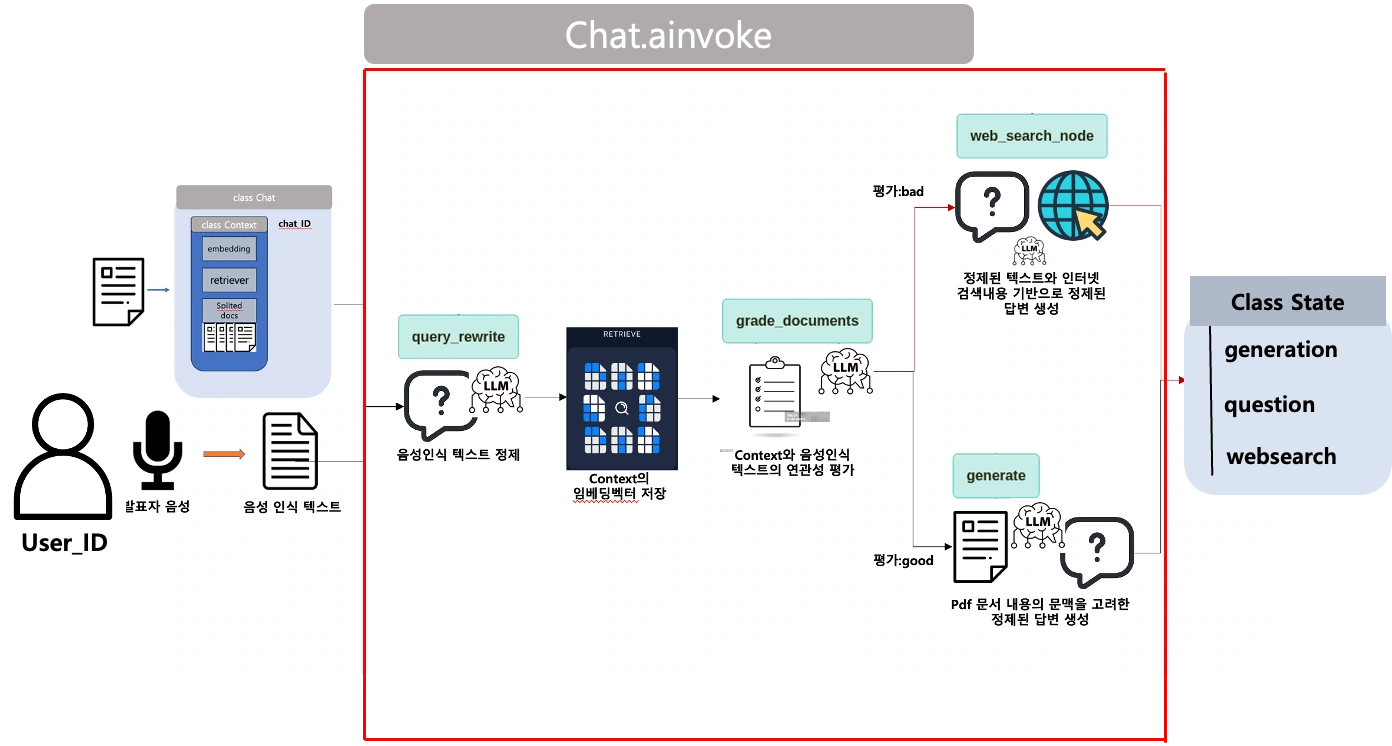 Chat.ainvoke
class Chat
class Context
chat ID
embedding
retriever
Splited
docs
User_ID
발표자 음성
음성 인식 텍스트
query_rewrite
LLM
음성인식 텍스트 정제
RETRIEVE
Context의
임베딩벡터 저장
grade_documents
LLM
Context와 음성인식
텍스트의 연관성 평가
평가:bad
web_search_node
LLM
정제된 텍스트와 인터넷
검색내용 기반으로 정제된
답변 생성
평가:good
generate
LLM
Pdf 문서 내용의 문맥을 고려한
정제된 답변 생성
Class State
generation
question
websearch